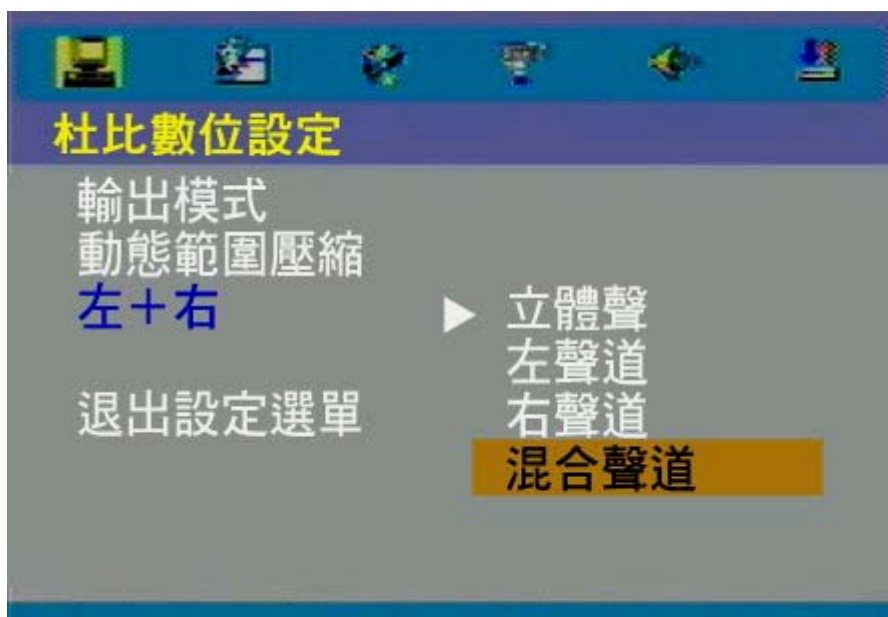 杜比數位設定
輸出模式
動態範圍壓縮
左+右
立體聲
左聲道
退出設定選單
右聲道
混合聲道